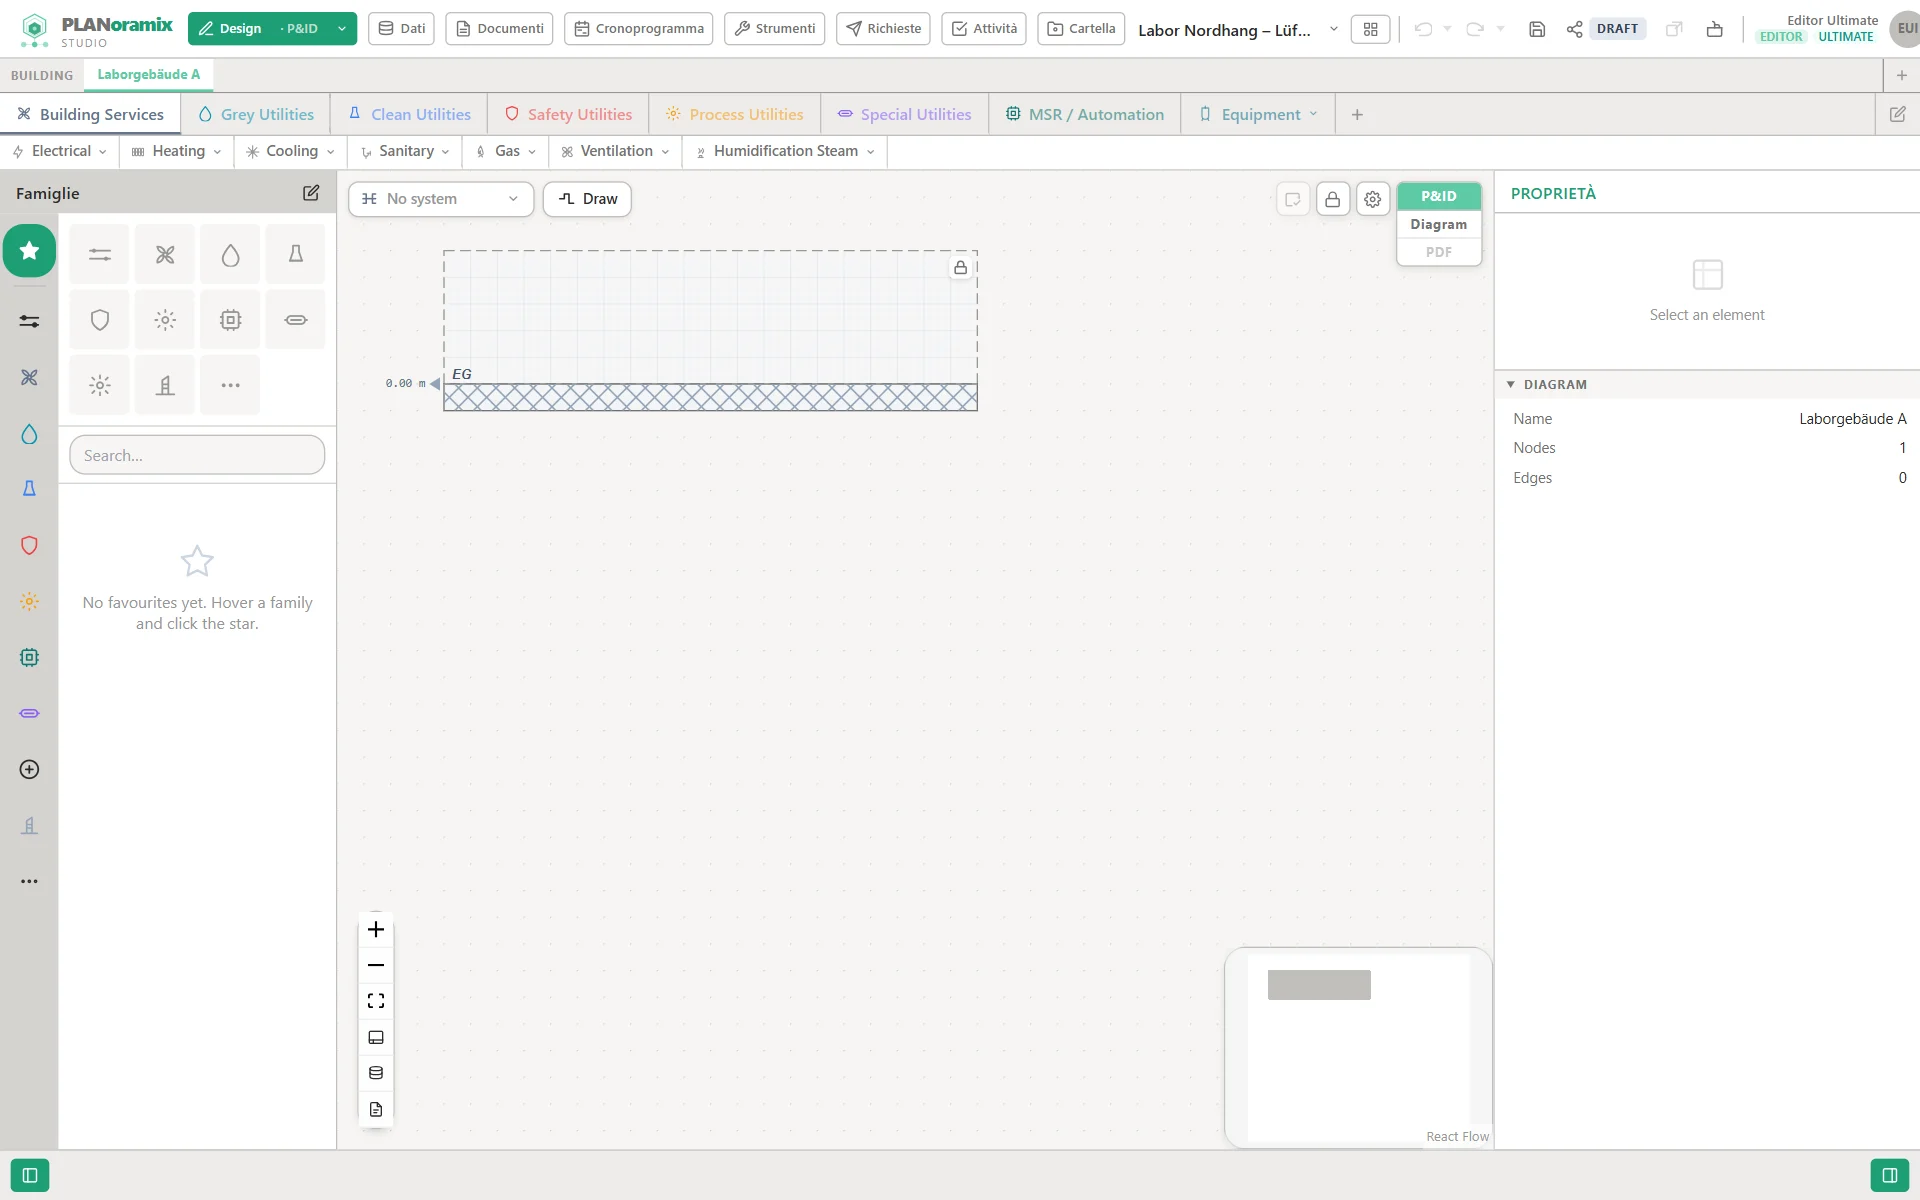 PLANoramix
STUDIO
Design · P&ID
Dati
Documenti
Cronoprogramma
Strumenti
Richieste
Attività
Cartella
Labor Nordhang – Lüf...
DRAFT
Editor Ultimate
EDITOR ULTIMATE
EUI
BUILDING
Laborgebäude A
Building Services
Grey Utilities
Clean Utilities
Safety Utilities
Process Utilities
Special Utilities
MSR / Automation
Equipment
Electrical
Heating
Cooling
Sanitary
Gas
Ventilation
Humidification Steam
Famiglie
Search...
No favourites yet. Hover a family
and click the star.
No system
Draw
P&ID
Diagram
PDF
EG
0.00 m
React Flow
PROPRIETÀ
Select an element
DIAGRAM
Name Laborgebäude A
Nodes 1
Edges 0